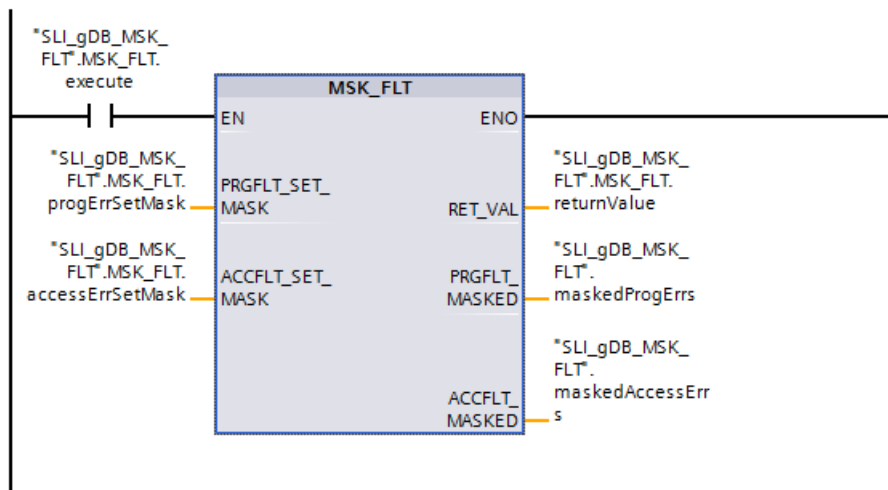 "SLI_gDB_MSK_
FLT".MSK_FLT.
execute
MSK_FLT
EN
ENO
"SLI_gDB_MSK_
FLT".MSK_FLT.
progErrSetMask
PRGFLT_SET_
MASK
RET_VAL
"SLI_gDB_MSK_
FLT".MSK_FLT.
returnValue
"SLI_gDB_MSK_
FLT".MSK_FLT.
accessErrSetMask
ACCFLT_SET_
MASK
PRGFLT_
MASKED
"SLI_gDB_MSK_
FLT".
maskedProgErrs
ACCFLT_
MASKED
"SLI_gDB_MSK_
FLT".
maskedAccessErr
s